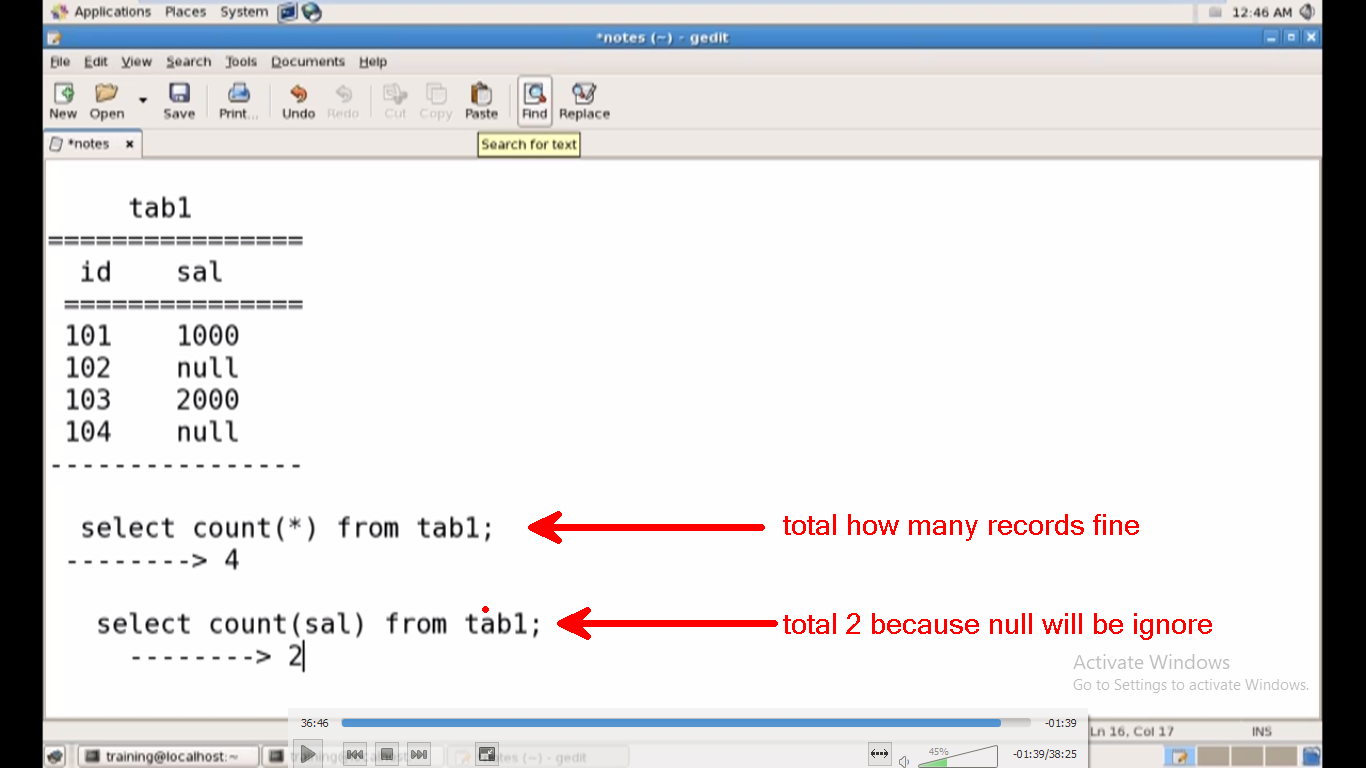 Applications Places System 12:46 AM
*notes (~) - gedit
File Edit View Search Tools Documents Help
New Open Save Print... Undo Redo Cut Copy Paste Find Replace
*notes
Search for text
tab1
================
id sal
===============
101 1000
102 null
103 2000
104 null
----------------
select count(*) from tab1; total how many records fine
--------> 4
select count(sal) from tab1; total 2 because null will be ignore
--------> 2
Activate Windows
Go to Settings to activate Windows.
36:46 -01:39
Ln 16, Col 17 INS
training@localhost:~ notes (~) - gedit 45% -01:39/38:25